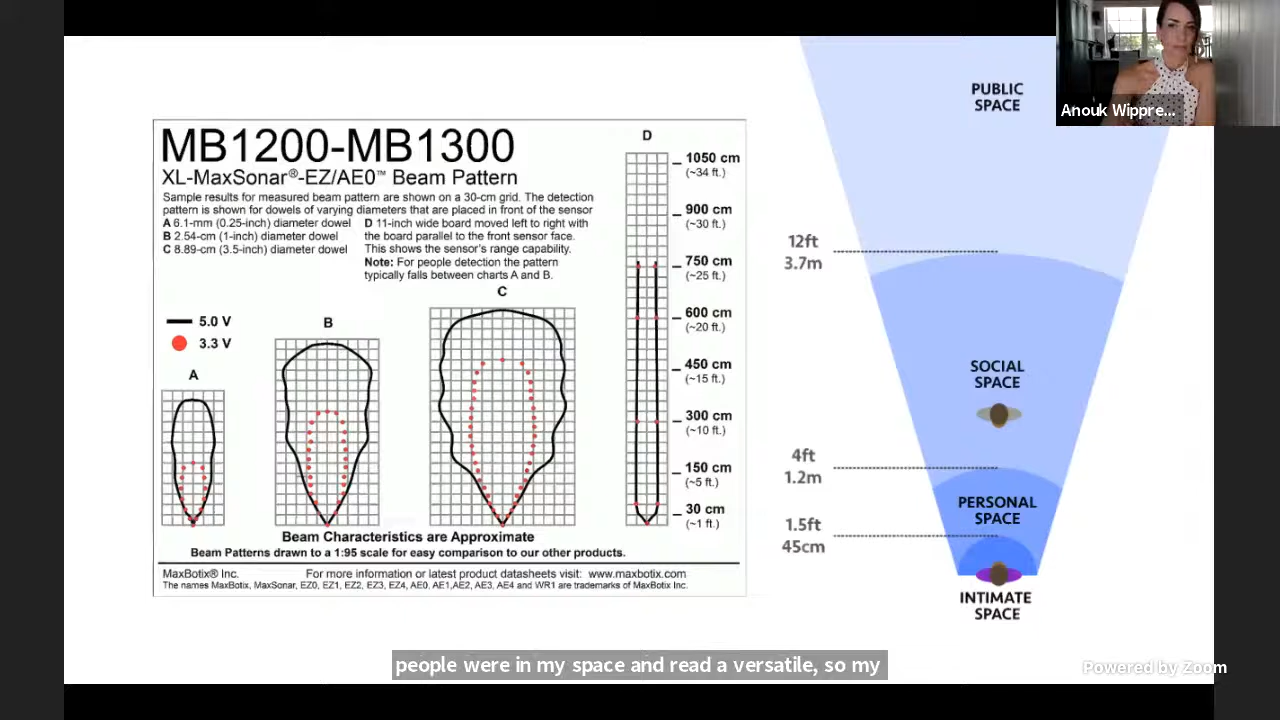 MB1200-MB1300
XL-MaxSonar®-EZ/AE0™ Beam Pattern
Sample results for measured beam pattern are shown on a 30-cm grid. The detection
pattern is shown for dowels of varying diameters that are placed in front of the sensor
A 6.1-mm (0.25-inch) diameter dowel
B 2.54-cm (1-inch) diameter dowel
C 8.89-cm (3.5-inch) diameter dowel
D 11-inch wide board moved left to right with
the board parallel to the front sensor face.
This shows the sensor's range capability.
Note: For people detection the pattern
typically falls between charts A and B.
5.0 V
3.3 V
A
B
C
D
1050 cm
(~34 ft.)
900 cm
(~30 ft.)
750 cm
(~25 ft.)
600 cm
(~20 ft.)
450 cm
(~15 ft.)
300 cm
(~10 ft.)
150 cm
(~5 ft.)
30 cm
(~1 ft.)
Beam Characteristics are Approximate
Beam Patterns drawn to a 1:95 scale for easy comparison to our other products.
MaxBotix® Inc. For more information or latest product datasheets visit: www.maxbotix.com
The names MaxBotix, MaxSonar, EZ0, EZ1, EZ2, EZ3, EZ4, AE0, AE1,AE2, AE3, AE4 and WR1 are trademarks of MaxBotix Inc.
PUBLIC
SPACE
12ft
3.7m
SOCIAL
SPACE
4ft
1.2m
PERSONAL
SPACE
1.5ft
45cm
INTIMATE
SPACE
Anouk Wippre...
people were in my space and read a versatile, so my
Powered by Zoom